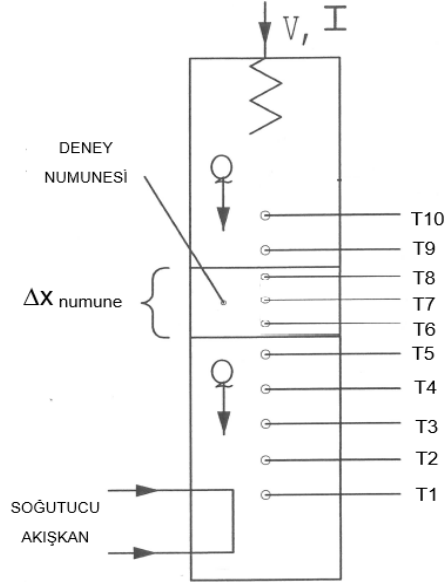 V, I
DENEY
NUMUNESİ
Q
T10
T9
T8
Δx numune
T7
T6
T5
Q
T4
T3
T2
T1
SOĞUTUCU
AKIŞKAN